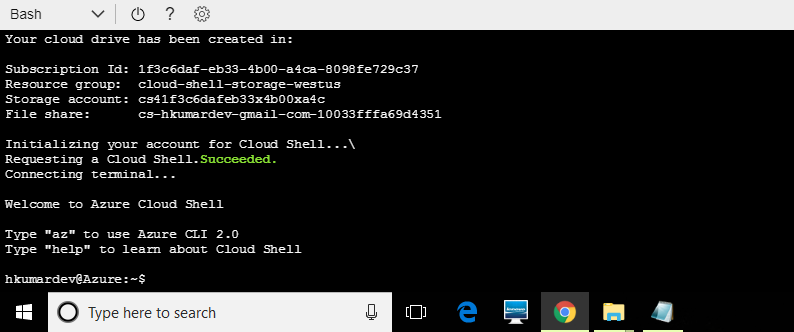 Bash
?
Your cloud drive has been created in:
Subscription Id: 1f3c6daf-eb33-4b00-a4ca-8098fe729c37
Resource group:  cloud-shell-storage-westus
Storage account: cs41f3c6dafeb33x4b00xa4c
File share:      cs-hkumardev-gmail-com-10033fffa69d4351
Initializing your account for Cloud Shell...\
Requesting a Cloud Shell.Succeeded.
Connecting terminal...
Welcome to Azure Cloud Shell
Type "az" to use Azure CLI 2.0
Type "help" to learn about Cloud Shell
hkumardev@Azure:~$
Type here to search